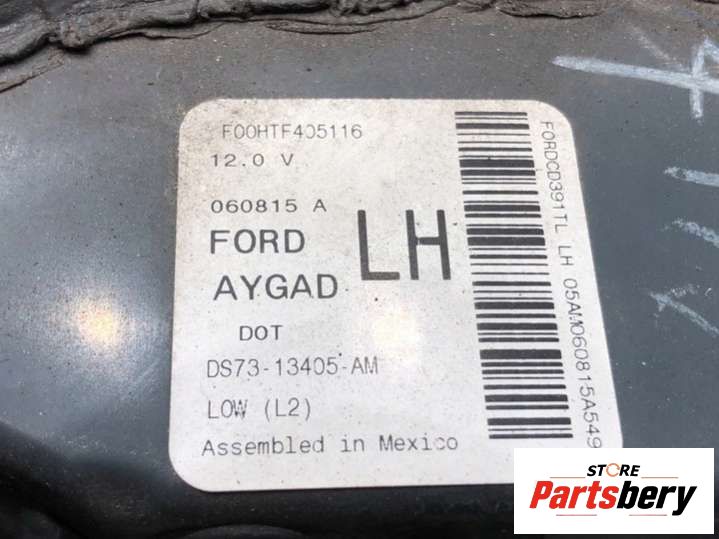 F00HTF405116
12.0 V
060815 A
FORD
LH
AYGAD
DOT
DS73-13405-AM
LOW (L2)
Assembled in Mexico
FORDCD391TL LH 05AM060815A549
STORE
Partsbery